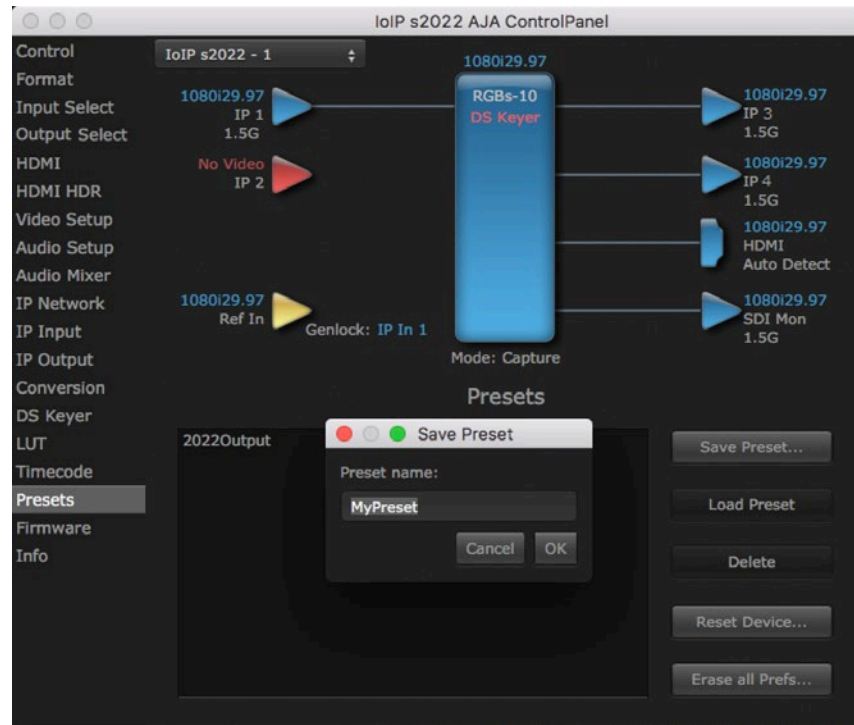 IoIP s2022 AJA ControlPanel
Control
Format
Input Select
Output Select
HDMI
HDMI HDR
Video Setup
Audio Setup
Audio Mixer
IP Network
IP Input
IP Output
Conversion
DS Keyer
LUT
Timecode
Presets
Firmware
Info
IoIP s2022 - 1
1080i29.97
IP 1
1.5G
No Video
IP 2
1080i29.97
Ref In
Genlock: IP In 1
1080i29.97
RGBs-10
DS Keyer
Mode: Capture
1080i29.97
IP 3
1.5G
1080i29.97
IP 4
1.5G
1080i29.97
HDMI
Auto Detect
1080i29.97
SDI Mon
1.5G
Presets
2022Output
Save Preset
Preset name:
MyPreset
Cancel OK
Save Preset...
Load Preset
Delete
Reset Device...
Erase all Prefs...